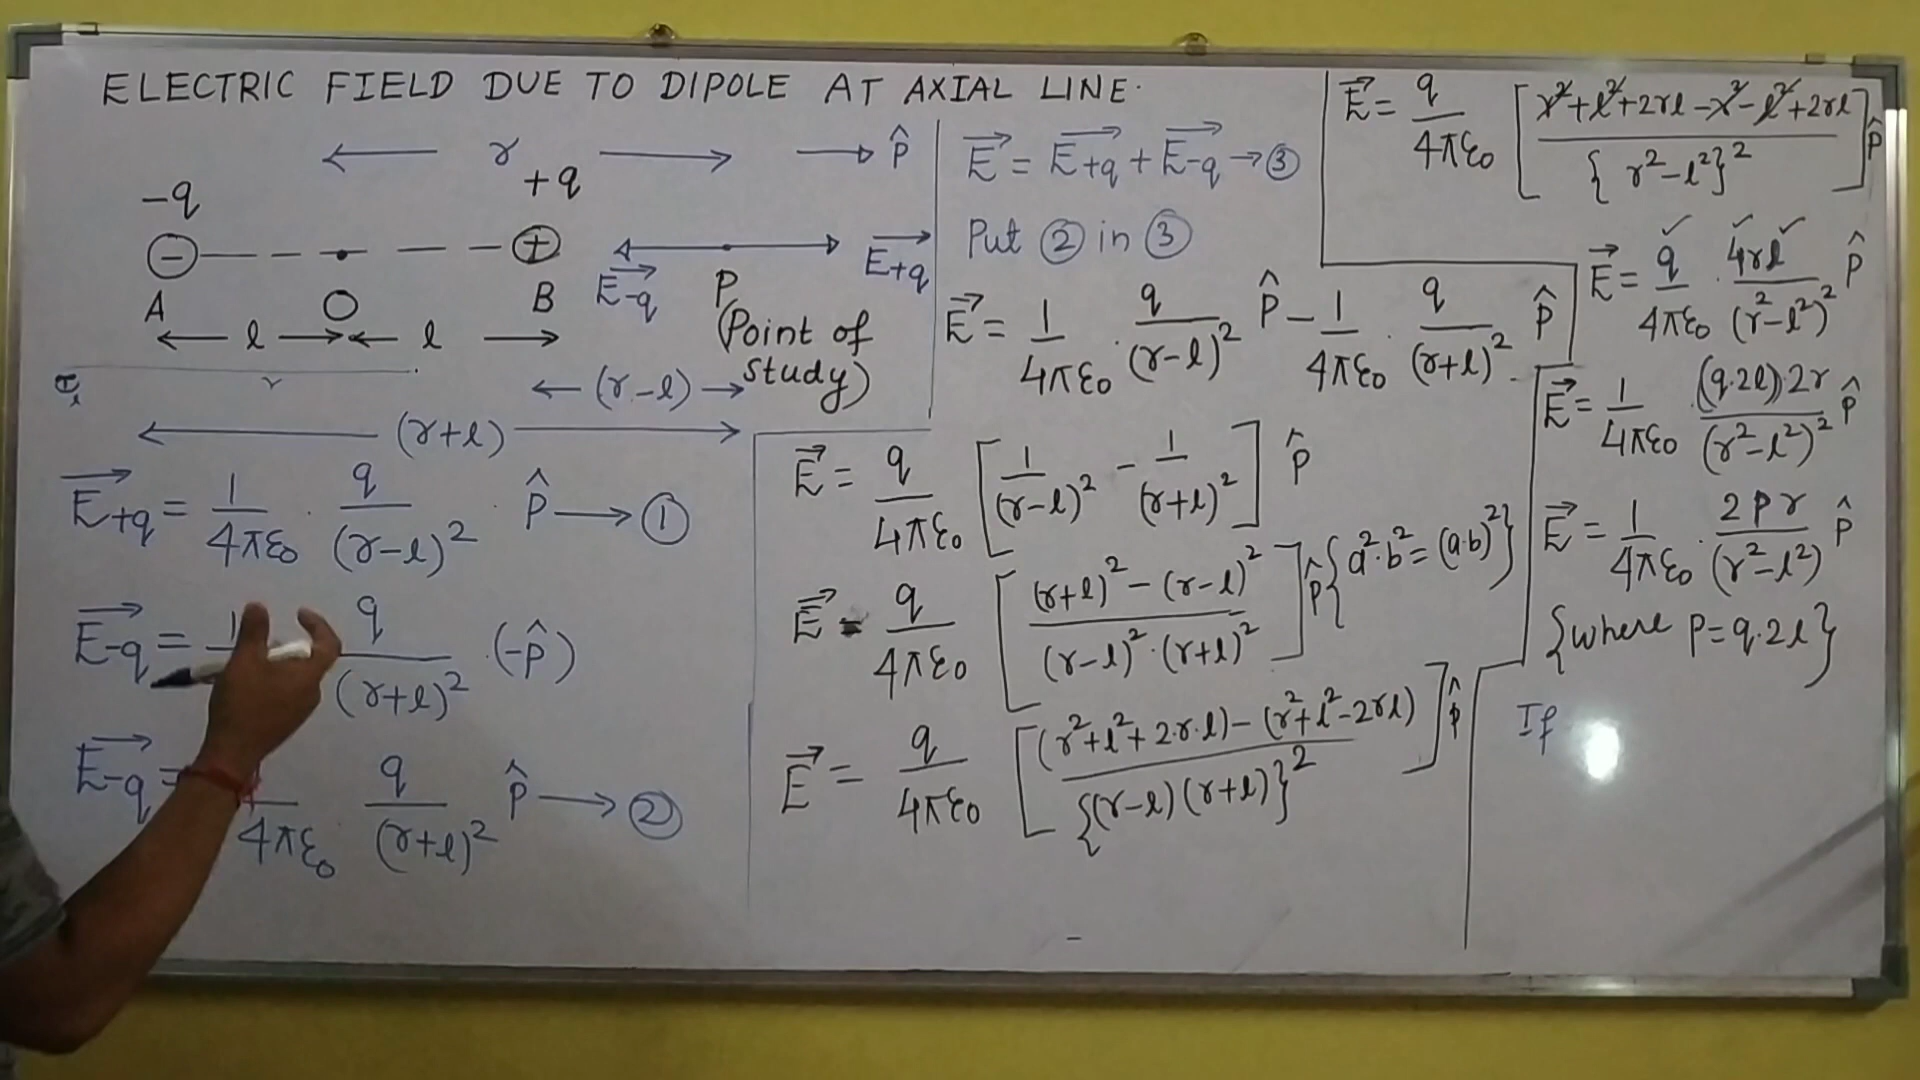 ELECTRIC FIELD DUE TO DIPOLE AT AXIAL LINE.
r → p̂
-q +q
A O B
l l
E⃗-q P E⃗+q
(Point of study)
r
(r-l)
(r+l)
E⃗+q = 1/4πε₀ · q/(r-l)² · p̂ → ①
E⃗-q = 1 q/(r+l)² · (-p̂)
E⃗-q = 1/4πε₀ q/(r+l)² p̂ → ②
E⃗ = E⃗+q + E⃗-q → ③
Put ② in ③
E⃗ = 1/4πε₀ · q/(r-l)² p̂ - 1/4πε₀ · q/(r+l)² p̂
E⃗ = q/4πε₀ [1/(r-l)² - 1/(r+l)²] p̂
E⃗ = q/4πε₀ [(r+l)² - (r-l)² / (r-l)²·(r+l)²] p̂ {a²·b² = (a·b)²}
E⃗ = q/4πε₀ [(r²+l²+2·r·l) - (r²+l²-2rl) / {(r-l)(r+l)}²] p̂
E⃗ = q/4πε₀ [r²+l²+2rl-r²-l²+2rl / {r²-l²}²] p̂
E⃗ = q/4πε₀ · 4rl/(r²-l²)² p̂
E⃗ = 1/4πε₀ (q·2l)·2r/(r²-l²)² p̂
E⃗ = 1/4πε₀ · 2pr/(r²-l²) p̂
{where p = q·2l}
If